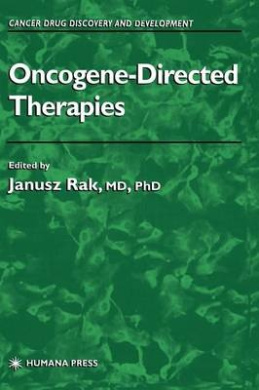 CANCER DRUG DISCOVERY AND DEVELOPMENT
Oncogene-Directed
Therapies
Edited by
Janusz Rak, MD, PhD
HUMANA PRESS